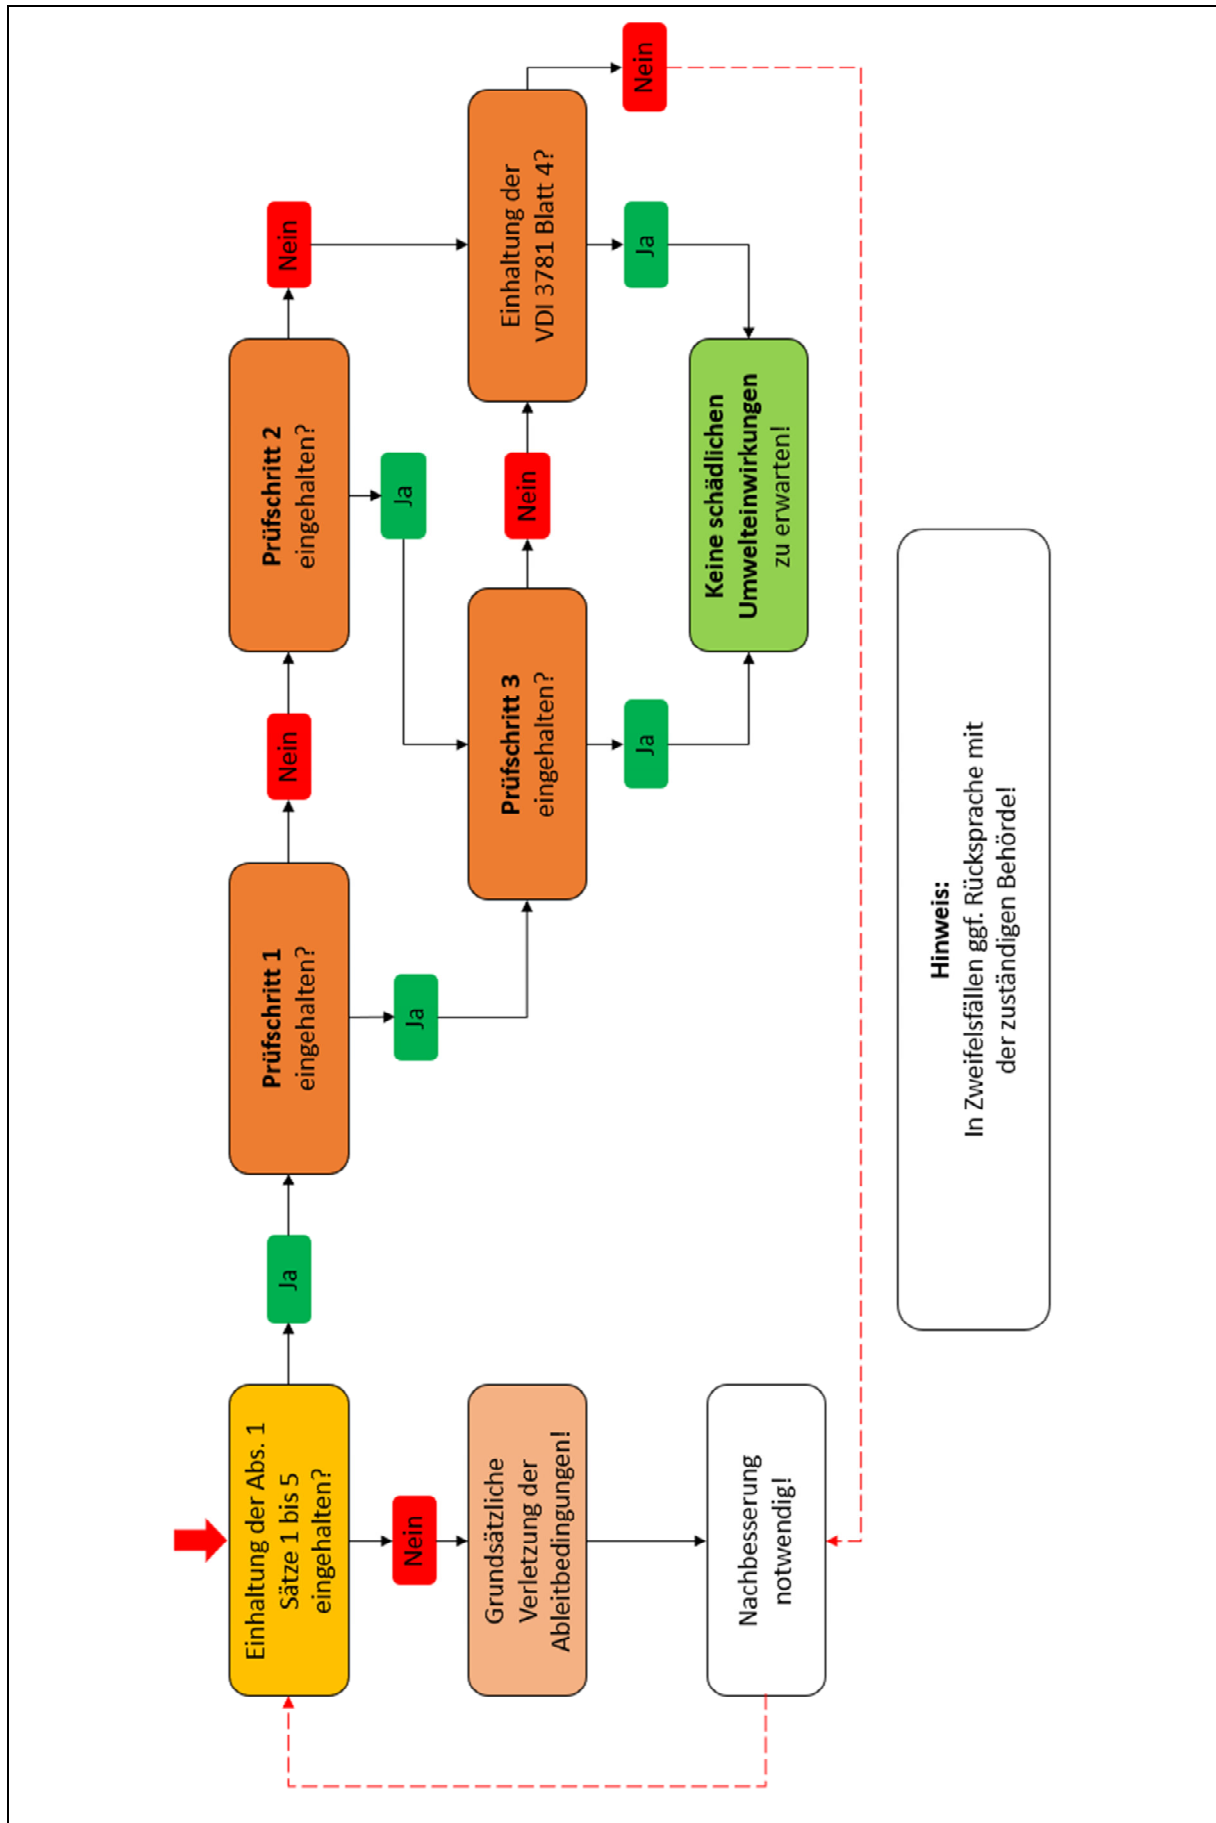 Einhaltung der Abs. 1
Sätze 1 bis 5
eingehalten?
Ja
Prüfschritt 1
eingehalten?
Nein
Prüfschritt 2
eingehalten?
Nein
Nein
Ja
Ja
Grundsätzliche
Verletzung der
Ableitbedingungen!
Prüfschritt 3
eingehalten?
Nein
Einhaltung der
VDI 3781 Blatt 4?
Nein
Ja
Ja
Nachbesserung
notwendig!
Keine schädlichen
Umwelteinwirkungen
zu erwarten!
Hinweis:
In Zweifelsfällen ggf. Rücksprache mit
der zuständigen Behörde!